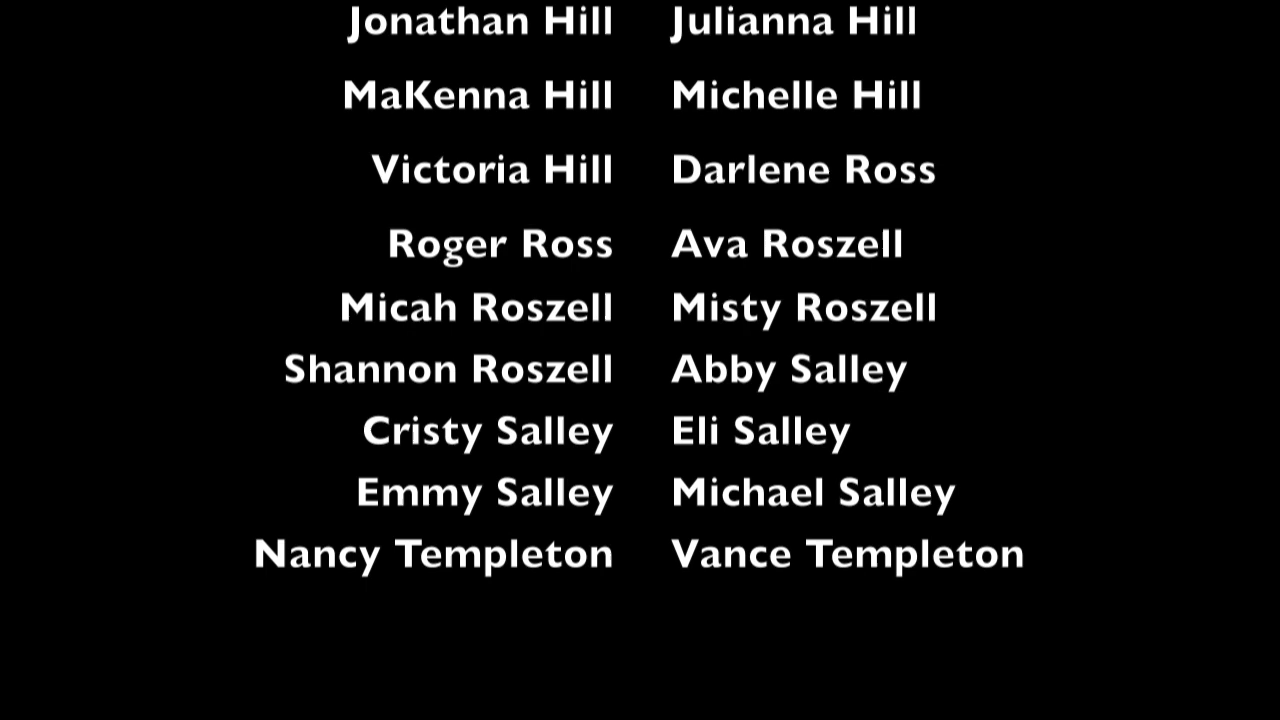 Jonathan Hill Julianna Hill
MaKenna Hill Michelle Hill
Victoria Hill Darlene Ross
Roger Ross Ava Roszell
Micah Roszell Misty Roszell
Shannon Roszell Abby Salley
Cristy Salley Eli Salley
Emmy Salley Michael Salley
Nancy Templeton Vance Templeton